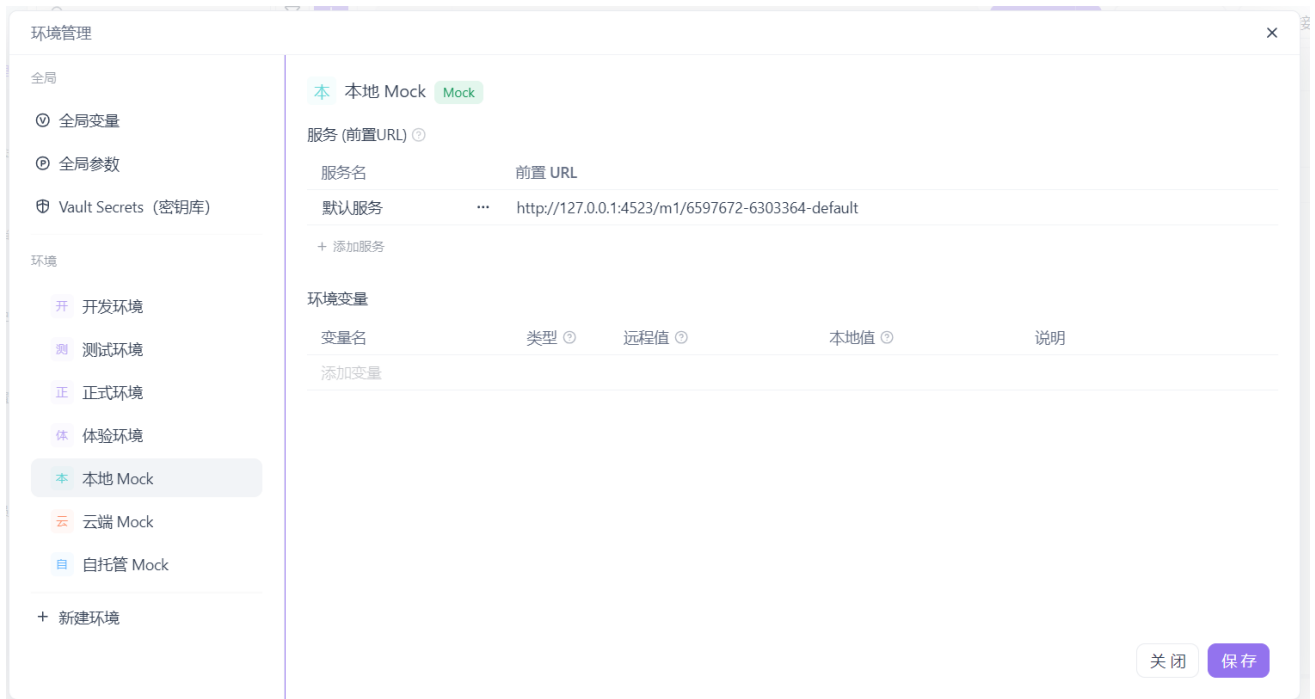 环境管理
全局
全局变量
全局参数
Vault Secrets（密钥库）
环境
开 开发环境
测 测试环境
正 正式环境
体 体验环境
本 本地 Mock
云 云端 Mock
自 自托管 Mock
+ 新建环境
本 本地 Mock Mock
服务 (前置URL)
服务名 前置 URL
默认服务 ··· http://127.0.0.1:4523/m1/6597672-6303364-default
+ 添加服务
环境变量
变量名 类型 远程值 本地值 说明
添加变量
关闭 保存